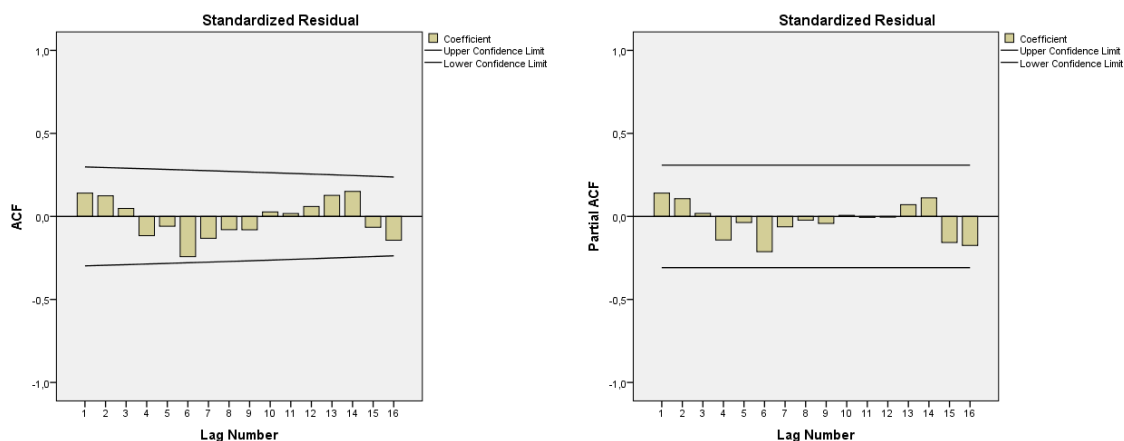 Standardized Residual
Coefficient
Upper Confidence Limit
Lower Confidence Limit
1,0
0,5
0,0
-0,5
-1,0
ACF
1 2 3 4 5 6 7 8 9 10 11 12 13 14 15 16
Lag Number
Standardized Residual
Coefficient
Upper Confidence Limit
Lower Confidence Limit
1,0
0,5
0,0
-0,5
-1,0
Partial ACF
1 2 3 4 5 6 7 8 9 10 11 12 13 14 15 16
Lag Number